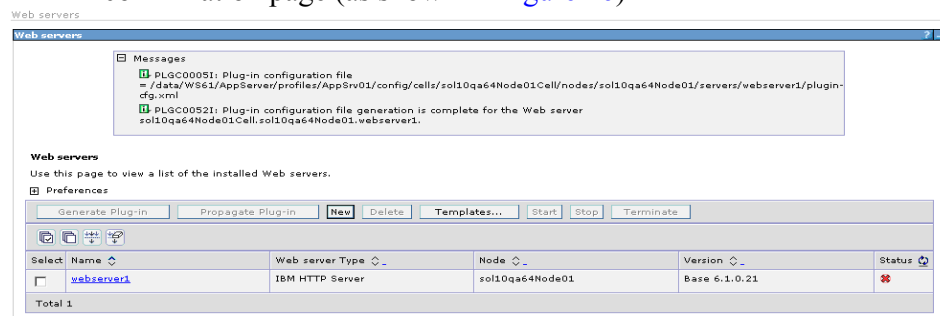 Web servers
Web servers ? -
Messages
PLGC0005I: Plug-in configuration file
= /data/WS61/AppServer/profiles/AppSrv01/config/cells/sol10qa64Node01Cell/nodes/sol10qa64Node01/servers/webserver1/plugin-
cfg.xml
PLGC0052I: Plug-in configuration file generation is complete for the Web server
sol10qa64Node01Cell.sol10qa64Node01.webserver1.
Web servers
Use this page to view a list of the installed Web servers.
Preferences
Generate Plug-in Propagate Plug-in New Delete Templates... Start Stop Terminate
Select Name Web server Type Node Version Status
webserver1 IBM HTTP Server sol10qa64Node01 Base 6.1.0.21
Total 1